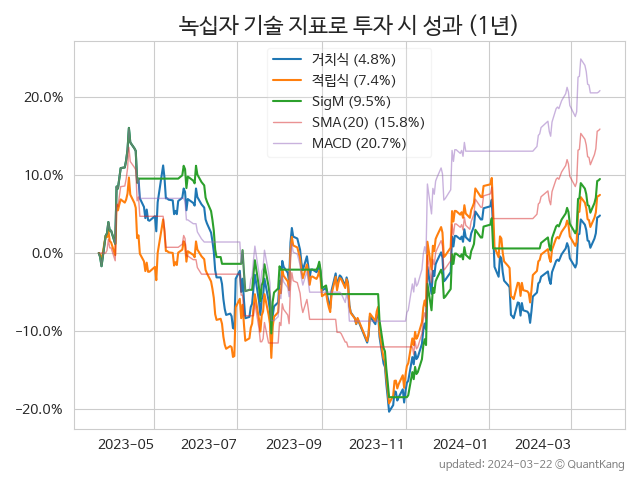 녹십자 기술 지표로 투자 시 성과 (1년)
거치식 (4.8%)
적립식 (7.4%)
SigM (9.5%)
SMA(20) (15.8%)
MACD (20.7%)
20.0%
10.0%
0.0%
−10.0%
−20.0%
2023-05 2023-07 2023-09 2023-11 2024-01 2024-03
updated: 2024-03-22 © QuantKang